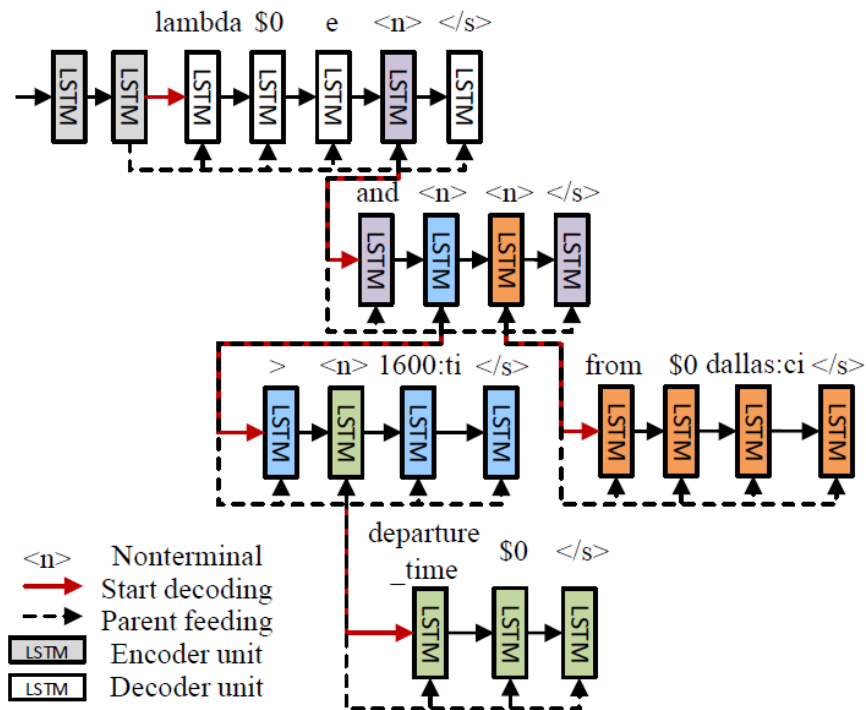 lambda $0 e <n> </s>
LSTM LSTM LSTM LSTM LSTM LSTM LSTM
and <n> <n> </s>
LSTM LSTM LSTM LSTM
> <n> 1600:ti </s>
LSTM LSTM LSTM LSTM
from $0 dallas:ci </s>
LSTM LSTM LSTM LSTM
departure
_time $0 </s>
LSTM LSTM LSTM
<n> Nonterminal
Start decoding
Parent feeding
LSTM Encoder unit
LSTM Decoder unit